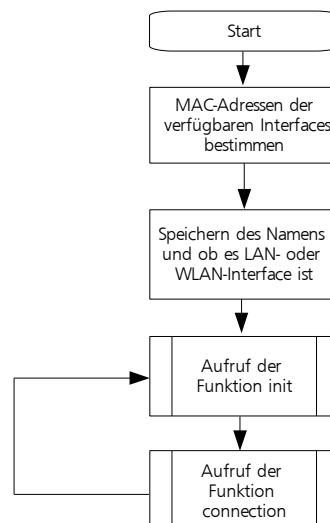 Start
MAC-Adressen der
verfügbaren Interfaces
bestimmen
Speichern des Namens
und ob es LAN- oder
WLAN-Interface ist
Aufruf der
Funktion init
Aufruf der
Funktion
connection